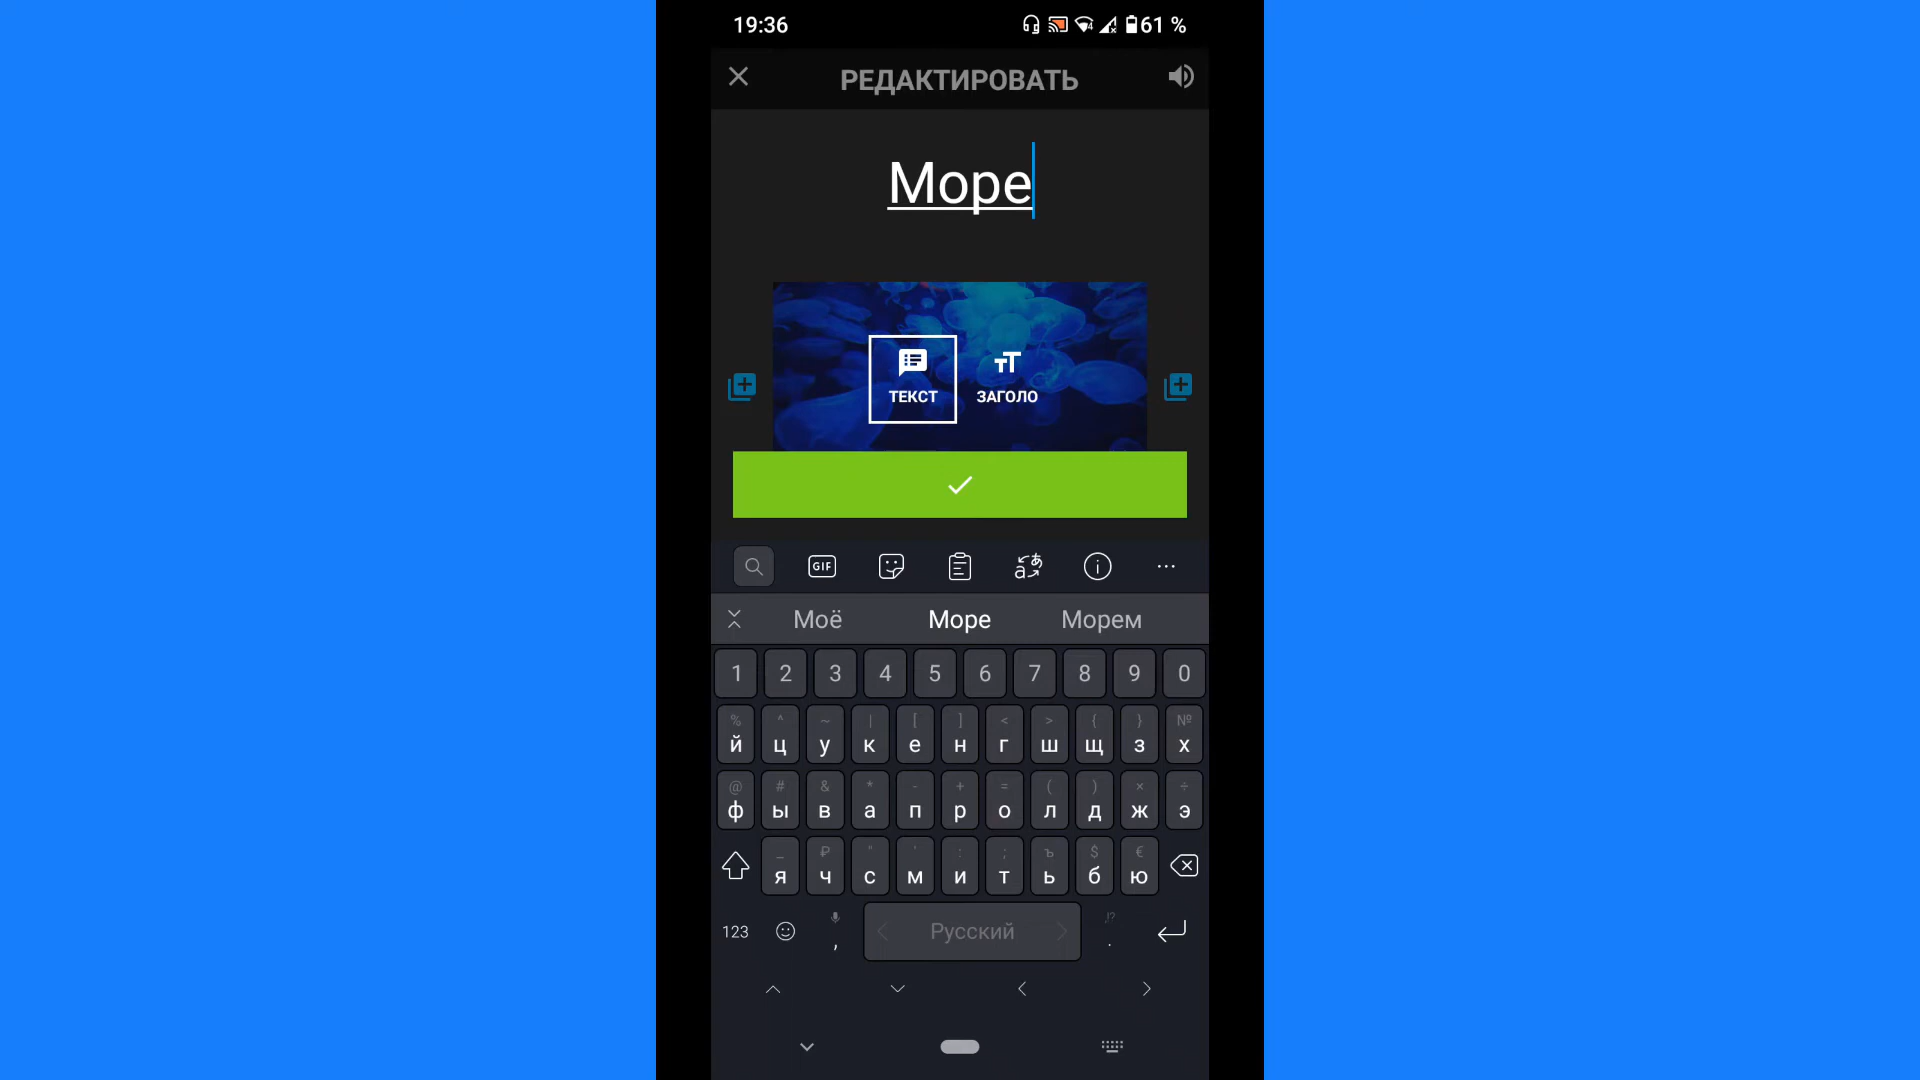 19:36 61 %
РЕДАКТИРОВАТЬ
Море
ТЕКСТ ЗАГОЛО
GIF
Моё Море Морем
1 2 3 4 5 6 7 8 9 0
% ^ ~ | [ ] < > { } №
й ц у к е н г ш щ з х
@ # & * - + = ( ) × ÷
ф ы в а п р о л д ж э
_ ₽ " ' : ; ъ $ €
я ч с м и т ь б ю
123 , Русский ,!? .